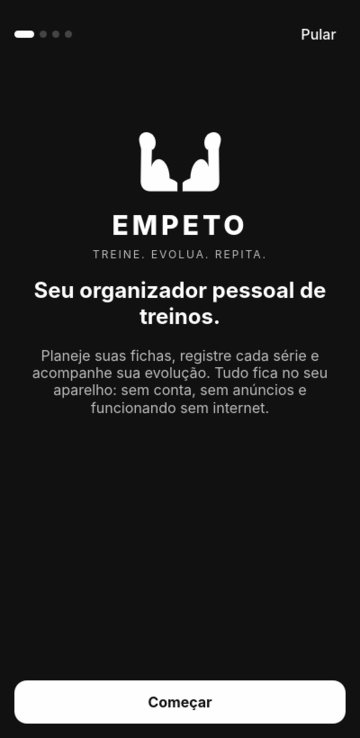 Pular
EMPETO
TREINE. EVOLUA. REPITA.
Seu organizador pessoal de
treinos.
Planeje suas fichas, registre cada série e
acompanhe sua evolução. Tudo fica no seu
aparelho: sem conta, sem anúncios e
funcionando sem internet.
Começar